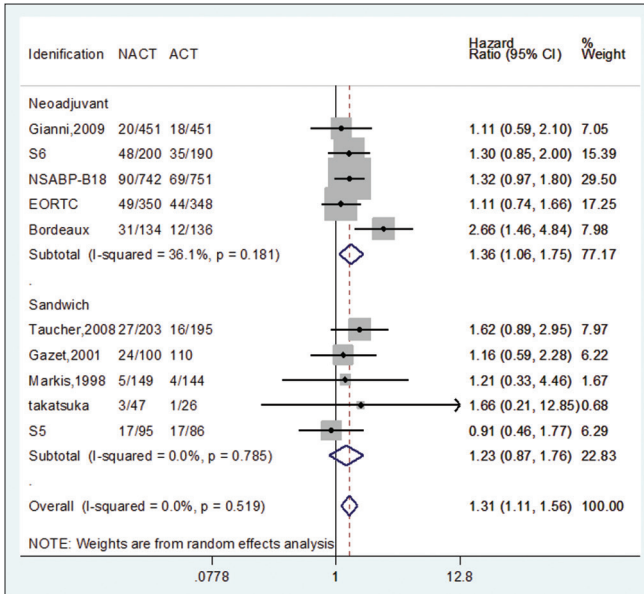 Hazard %
Idenification NACT ACT Ratio (95% CI) Weight
Neoadjuvant
Gianni,2009 20/451 18/451 1.11 (0.59, 2.10) 7.05
S6 48/200 35/190 1.30 (0.85, 2.00) 15.39
NSABP-B18 90/742 69/751 1.32 (0.97, 1.80) 29.50
EORTC 49/350 44/348 1.11 (0.74, 1.66) 17.25
Bordeaux 31/134 12/136 2.66 (1.46, 4.84) 7.98
Subtotal (I-squared = 36.1%, p = 0.181) 1.36 (1.06, 1.75) 77.17
.
Sandwich
Taucher,2008 27/203 16/195 1.62 (0.89, 2.95) 7.97
Gazet,2001 24/100 110 1.16 (0.59, 2.28) 6.22
Markis,1998 5/149 4/144 1.21 (0.33, 4.46) 1.67
takatsuka 3/47 1/26 1.66 (0.21, 12.85) 0.68
S5 17/95 17/86 0.91 (0.46, 1.77) 6.29
Subtotal (I-squared = 0.0%, p = 0.785) 1.23 (0.87, 1.76) 22.83
.
Overall (I-squared = 0.0%, p = 0.519) 1.31 (1.11, 1.56) 100.00
NOTE: Weights are from random effects analysis
.0778 1 12.8